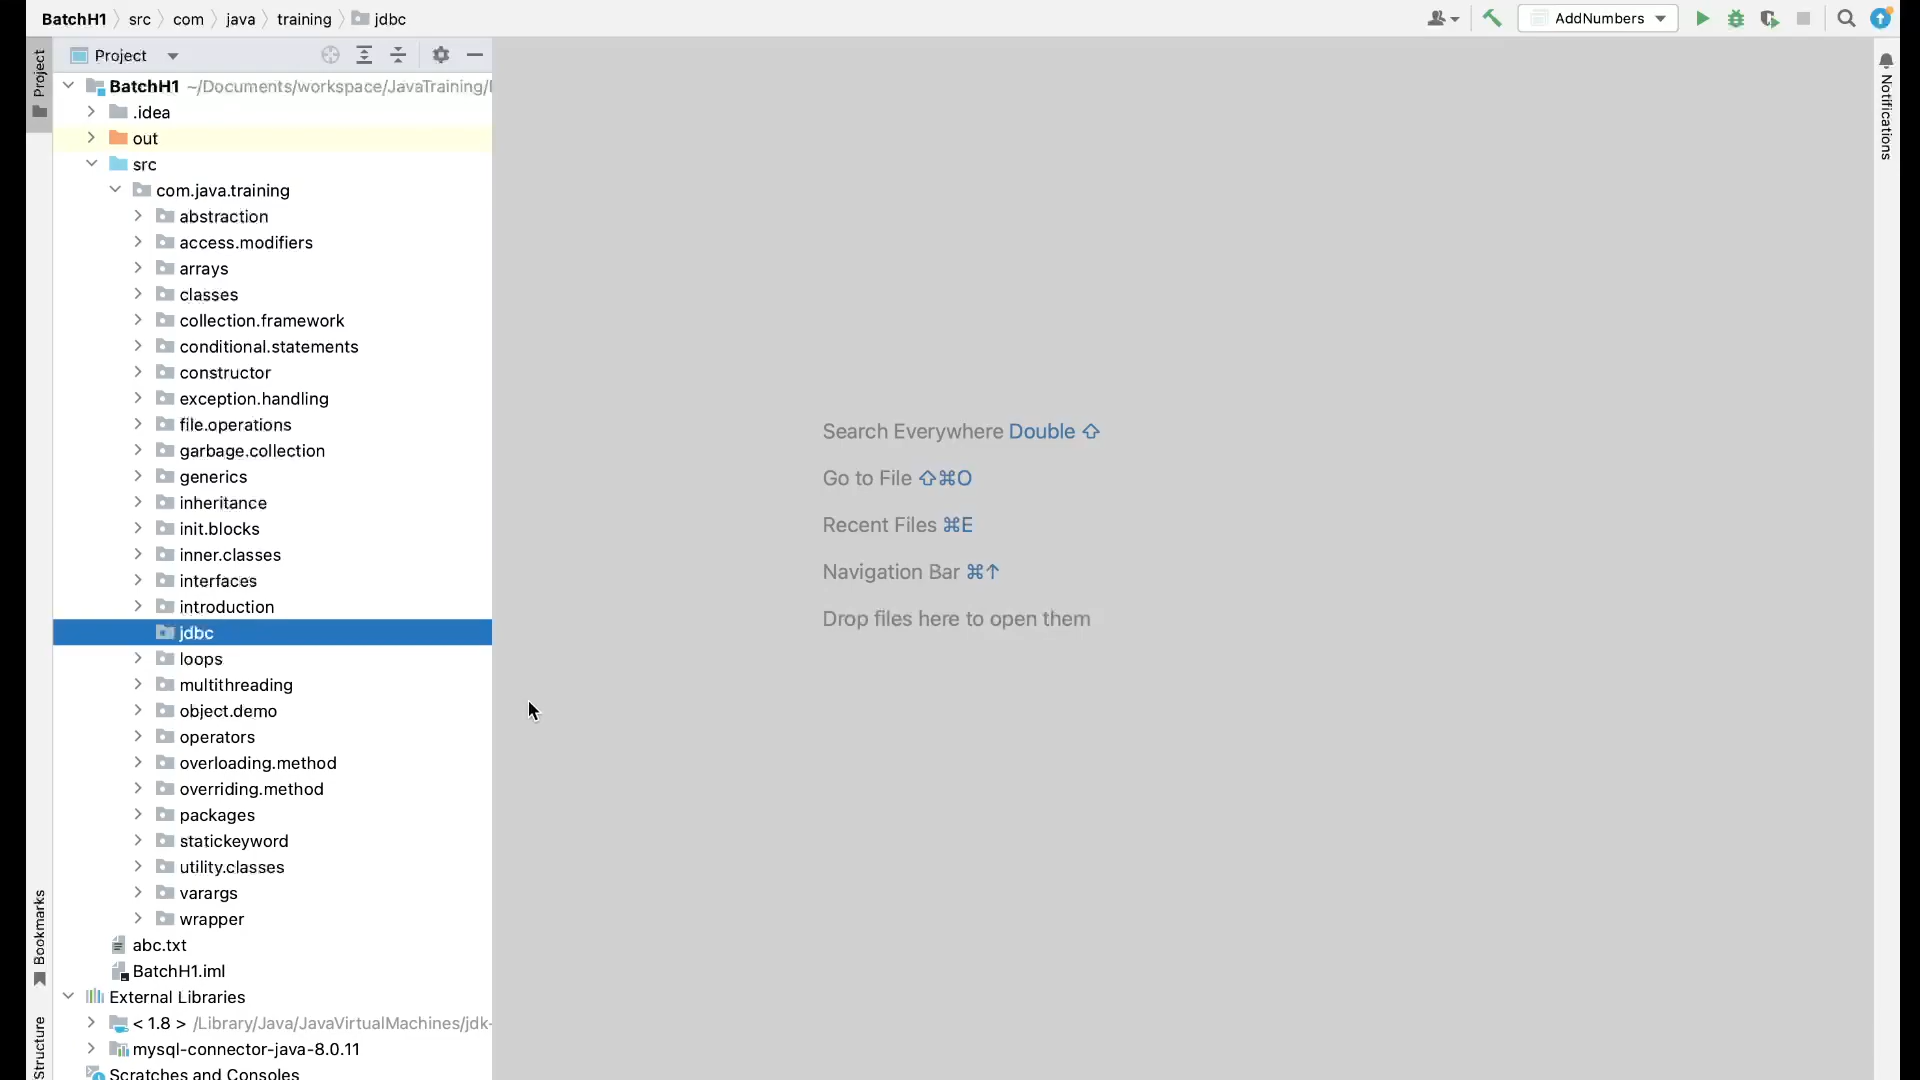 BatchH1 src com java training jdbc
AddNumbers
Project
Project
BatchH1 ~/Documents/workspace/JavaTraining/
.idea
out
src
com.java.training
abstraction
access.modifiers
arrays
classes
collection.framework
conditional.statements
constructor
exception.handling
file.operations
garbage.collection
generics
inheritance
init.blocks
inner.classes
interfaces
introduction
jdbc
loops
multithreading
object.demo
operators
overloading.method
overriding.method
packages
statickeyword
utility.classes
varargs
wrapper
abc.txt
BatchH1.iml
External Libraries
< 1.8 > /Library/Java/JavaVirtualMachines/jdk-
mysql-connector-java-8.0.11
Scratches and Consoles
Bookmarks
Structure
Search Everywhere Double ⇧
Go to File ⇧⌘O
Recent Files ⌘E
Navigation Bar ⌘↑
Drop files here to open them
Notifications